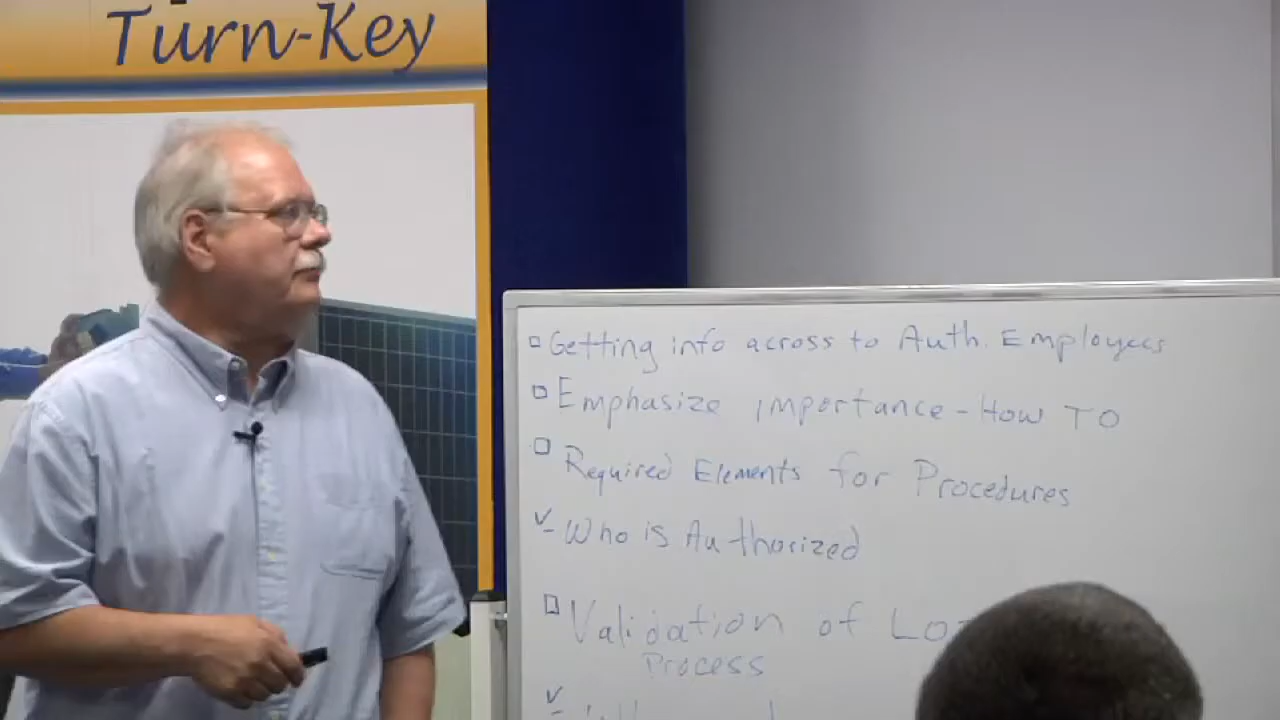 Turn-Key
Getting info across to Auth. Employees
Emphasize importance - How TO
Required Elements for Procedures
Who is Authorized
Validation of
Process